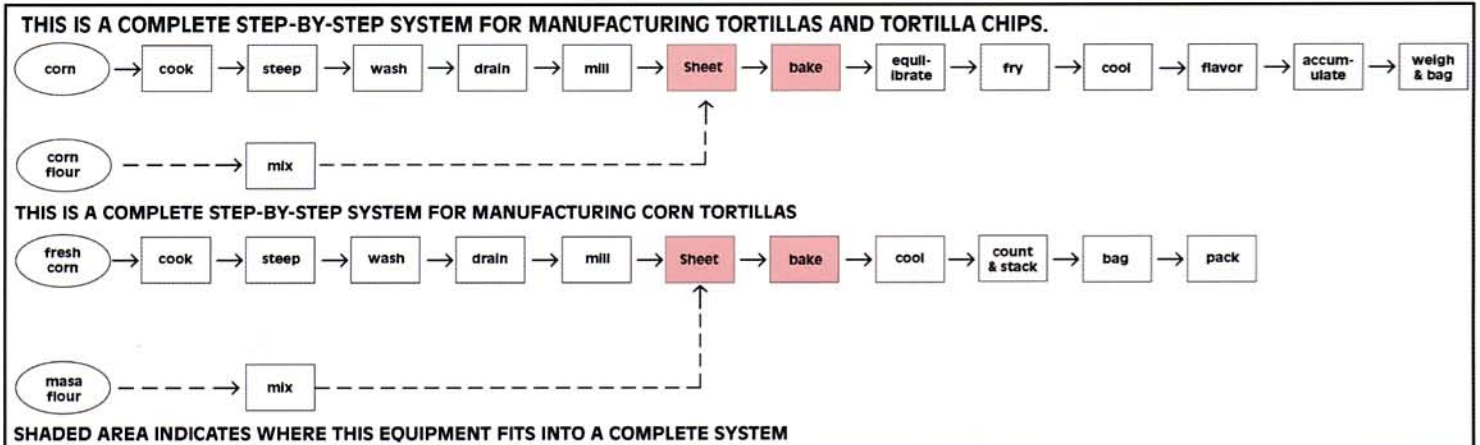 THIS IS A COMPLETE STEP-BY-STEP SYSTEM FOR MANUFACTURING TORTILLAS AND TORTILLA CHIPS.
corn
cook
steep
wash
drain
mill
Sheet
bake
equil-
ibrate
fry
cool
flavor
accum-
ulate
weigh
& bag
corn
flour
mix
THIS IS A COMPLETE STEP-BY-STEP SYSTEM FOR MANUFACTURING CORN TORTILLAS
fresh
corn
cook
steep
wash
drain
mill
Sheet
bake
cool
count
& stack
bag
pack
masa
flour
mix
SHADED AREA INDICATES WHERE THIS EQUIPMENT FITS INTO A COMPLETE SYSTEM